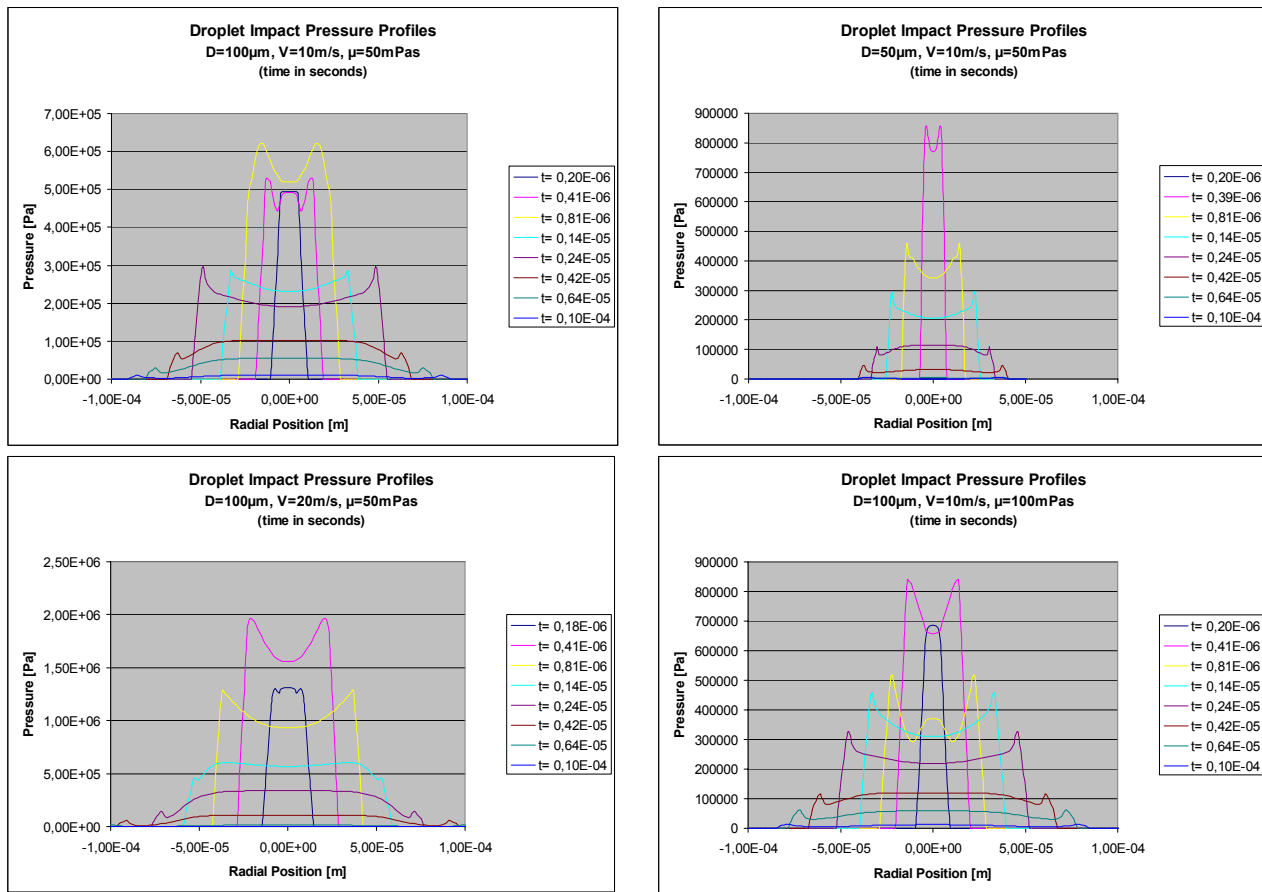 Droplet Impact Pressure Profiles
D=100µm, V=10m/s, µ=50mPas
(time in seconds)
7,00E+05
6,00E+05
5,00E+05
4,00E+05
3,00E+05
2,00E+05
1,00E+05
0,00E+00
Pressure [Pa]
-1,00E-04
-5,00E-05
0,00E+00
5,00E-05
1,00E-04
Radial Position [m]
t= 0,20E-06
t= 0,41E-06
t= 0,81E-06
t= 0,14E-05
t= 0,24E-05
t= 0,42E-05
t= 0,64E-05
t= 0,10E-04
Droplet Impact Pressure Profiles
D=50µm, V=10m/s, µ=50mPas
(time in seconds)
900000
800000
700000
600000
500000
400000
300000
200000
100000
0
Pressure [Pa]
-1,00E-04
-5,00E-05
0,00E+00
5,00E-05
1,00E-04
Radial Position [m]
t= 0,20E-06
t= 0,39E-06
t= 0,81E-06
t= 0,14E-05
t= 0,24E-05
t= 0,42E-05
t= 0,64E-05
t= 0,10E-04
Droplet Impact Pressure Profiles
D=100µm, V=20m/s, µ=50mPas
(time in seconds)
2,50E+06
2,00E+06
1,50E+06
1,00E+06
5,00E+05
0,00E+00
Pressure [Pa]
-1,00E-04
-5,00E-05
0,00E+00
5,00E-05
1,00E-04
Radial Position [m]
t= 0,18E-06
t= 0,41E-06
t= 0,81E-06
t= 0,14E-05
t= 0,24E-05
t= 0,42E-05
t= 0,64E-05
t= 0,10E-04
Droplet Impact Pressure Profiles
D=100µm, V=10m/s, µ=100mPas
(time in seconds)
900000
800000
700000
600000
500000
400000
300000
200000
100000
0
Pressure [Pa]
-1,00E-04
-5,00E-05
0,00E+00
5,00E-05
1,00E-04
Radial Position [m]
t= 0,20E-06
t= 0,41E-06
t= 0,81E-06
t= 0,14E-05
t= 0,24E-05
t= 0,42E-05
t= 0,64E-05
t= 0,10E-04